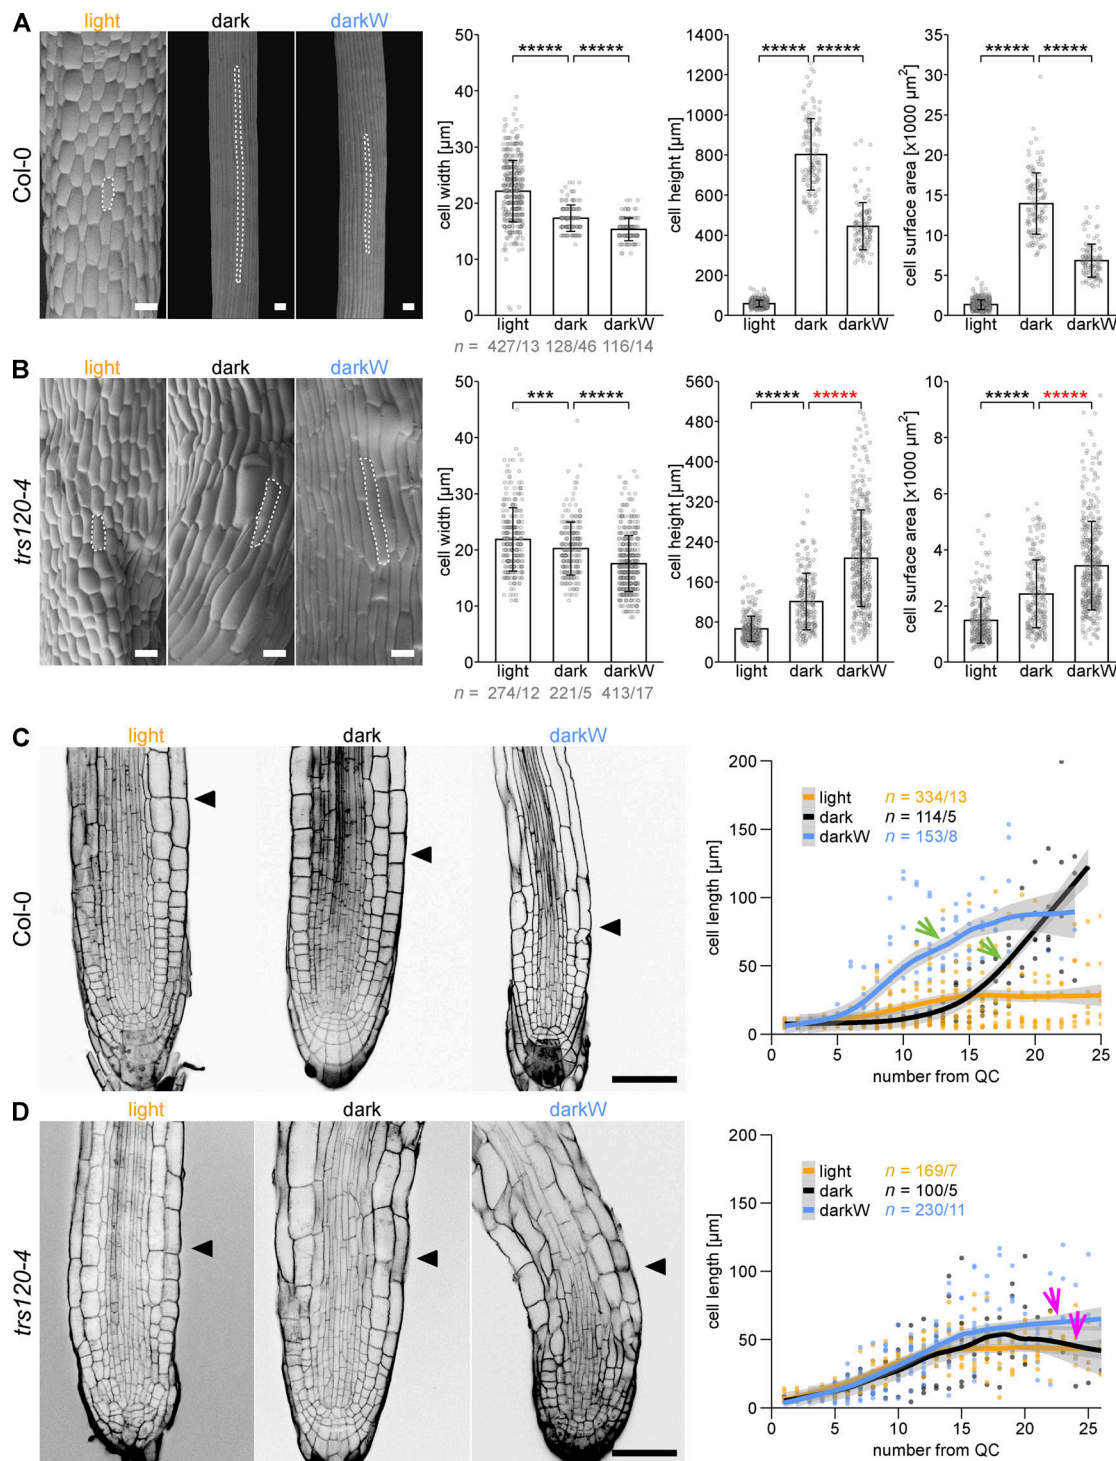 A
light dark darkW
Col-0
***** *****
50
40
30
20
10
0
cell width [µm]
light dark darkW
n = 427/13 128/46 116/14
***** *****
1400
1200
1000
800
600
400
200
0
cell height [µm]
light dark darkW
***** *****
35
30
25
20
15
10
5
0
cell surface area [x1000 µm²]
light dark darkW
B
light dark darkW
trs120-4
*** *****
50
40
30
20
10
0
cell width [µm]
light dark darkW
n = 274/12 221/5 413/17
***** *****
560
480
400
320
240
160
80
0
cell height [µm]
light dark darkW
***** *****
10
8
6
4
2
0
cell surface area [x1000 µm²]
light dark darkW
C
light dark darkW
Col-0
200
150
100
50
0
cell length [µm]
light n = 334/13
dark n = 114/5
darkW n = 153/8
0 5 10 15 20 25
number from QC
D
light dark darkW
trs120-4
200
150
100
50
0
cell length [µm]
light n = 169/7
dark n = 100/5
darkW n = 230/11
0 5 10 15 20 25
number from QC